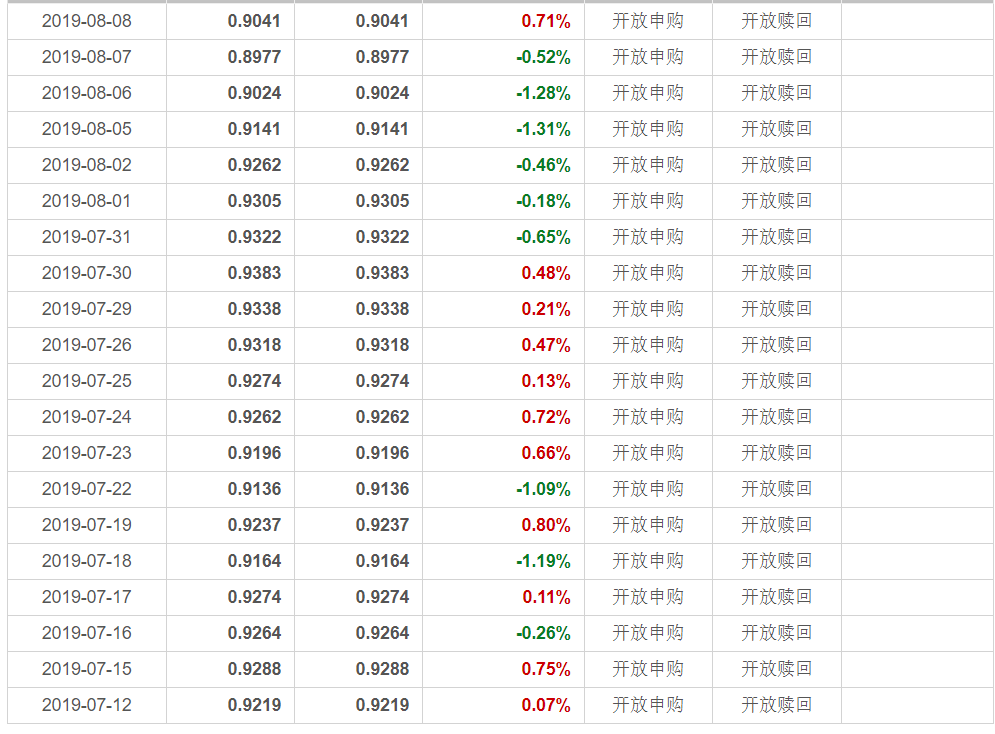 2019-08-08 0.9041 0.9041 0.71% 开放申购 开放赎回
2019-08-07 0.8977 0.8977 -0.52% 开放申购 开放赎回
2019-08-06 0.9024 0.9024 -1.28% 开放申购 开放赎回
2019-08-05 0.9141 0.9141 -1.31% 开放申购 开放赎回
2019-08-02 0.9262 0.9262 -0.46% 开放申购 开放赎回
2019-08-01 0.9305 0.9305 -0.18% 开放申购 开放赎回
2019-07-31 0.9322 0.9322 -0.65% 开放申购 开放赎回
2019-07-30 0.9383 0.9383 0.48% 开放申购 开放赎回
2019-07-29 0.9338 0.9338 0.21% 开放申购 开放赎回
2019-07-26 0.9318 0.9318 0.47% 开放申购 开放赎回
2019-07-25 0.9274 0.9274 0.13% 开放申购 开放赎回
2019-07-24 0.9262 0.9262 0.72% 开放申购 开放赎回
2019-07-23 0.9196 0.9196 0.66% 开放申购 开放赎回
2019-07-22 0.9136 0.9136 -1.09% 开放申购 开放赎回
2019-07-19 0.9237 0.9237 0.80% 开放申购 开放赎回
2019-07-18 0.9164 0.9164 -1.19% 开放申购 开放赎回
2019-07-17 0.9274 0.9274 0.11% 开放申购 开放赎回
2019-07-16 0.9264 0.9264 -0.26% 开放申购 开放赎回
2019-07-15 0.9288 0.9288 0.75% 开放申购 开放赎回
2019-07-12 0.9219 0.9219 0.07% 开放申购 开放赎回